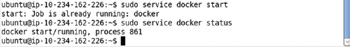 ubuntu@ip-10-234-162-226:~$ sudo service docker start
start: Job is already running: docker
ubuntu@ip-10-234-162-226:~$ sudo service docker status
docker start/running, process 861
ubuntu@ip-10-234-162-226:~$